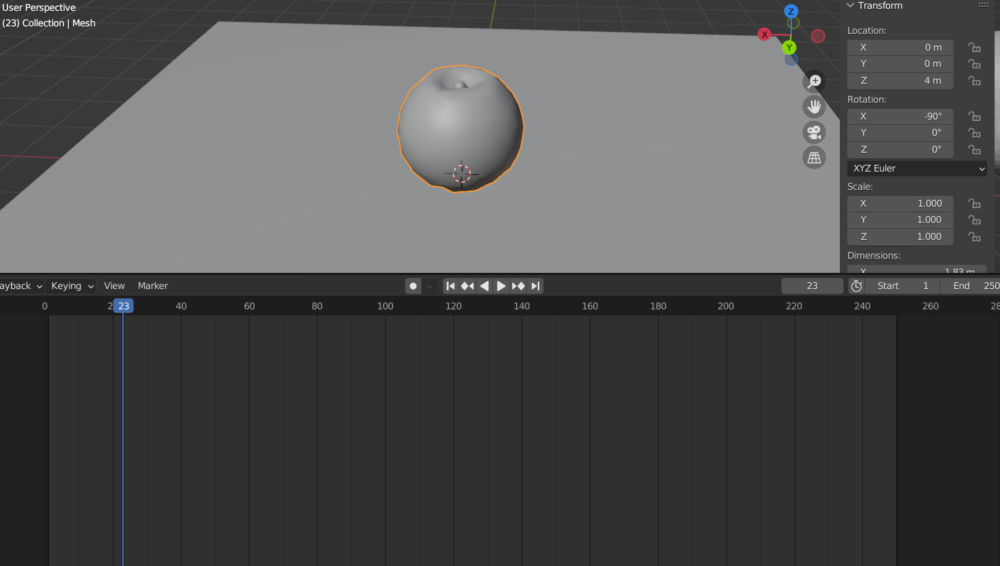 User Perspective
(23) Collection | Mesh
Z
X
Y
Transform
Location:
X 0 m
Y 0 m
Z 4 m
Rotation:
X -90°
Y 0°
Z 0°
XYZ Euler
Scale:
X 1.000
Y 1.000
Z 1.000
Dimensions:
X 1.83 m
ayback Keying View Marker 23 Start 1 End 250
0 2 23 40 60 80 100 120 140 160 180 200 220 240 260 28